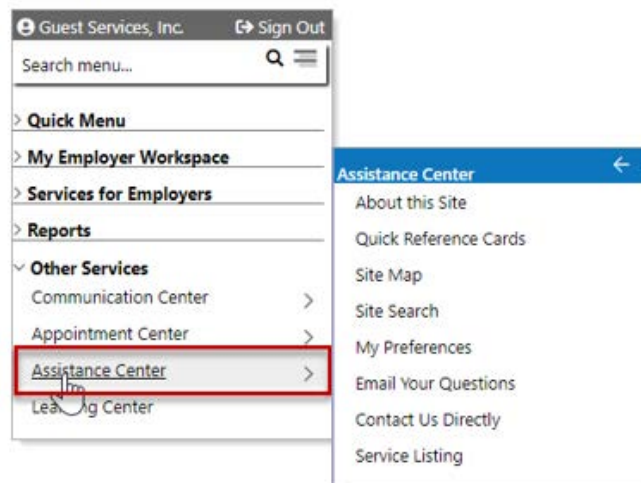 Guest Services, Inc. Sign Out
Search menu...
Quick Menu
My Employer Workspace
Services for Employers
Reports
Other Services
Communication Center
Appointment Center
Assistance Center
Learning Center
Assistance Center
About this Site
Quick Reference Cards
Site Map
Site Search
My Preferences
Email Your Questions
Contact Us Directly
Service Listing